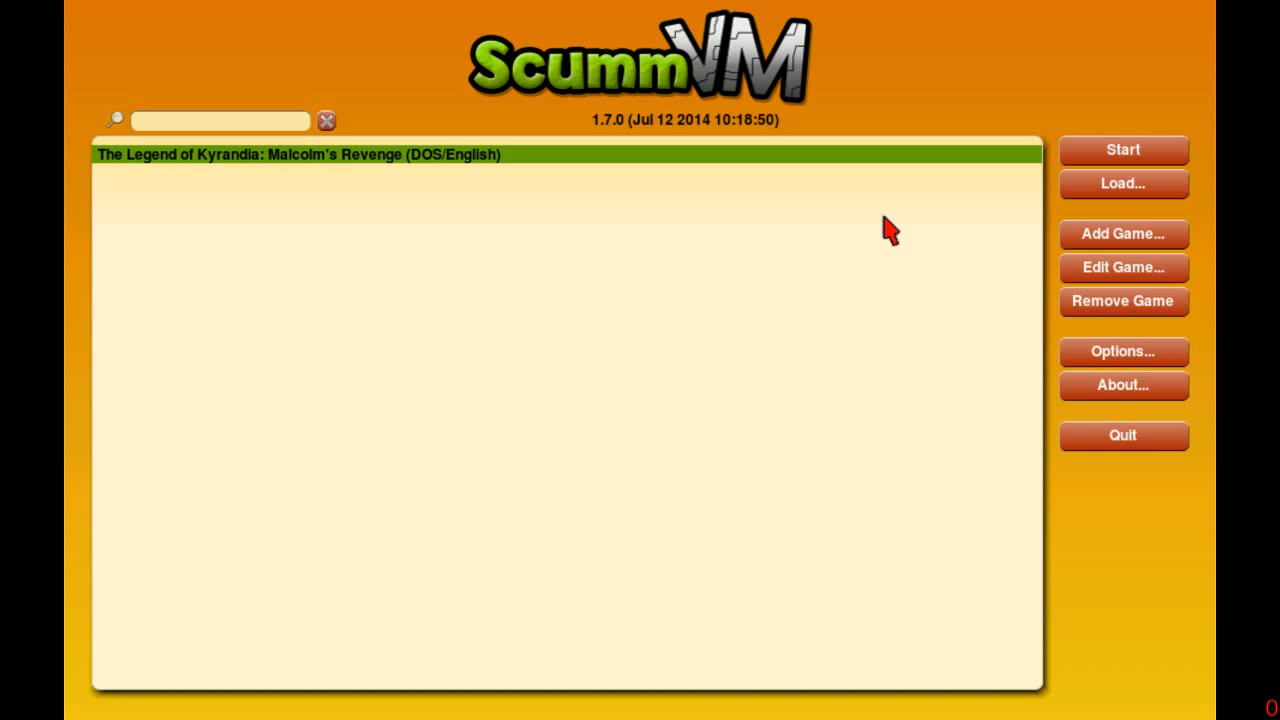 ScummVM
1.7.0 (Jul 12 2014 10:18:50)
The Legend of Kyrandia: Malcolm's Revenge (DOS/English)
Start
Load...
Add Game...
Edit Game...
Remove Game
Options...
About...
Quit
0